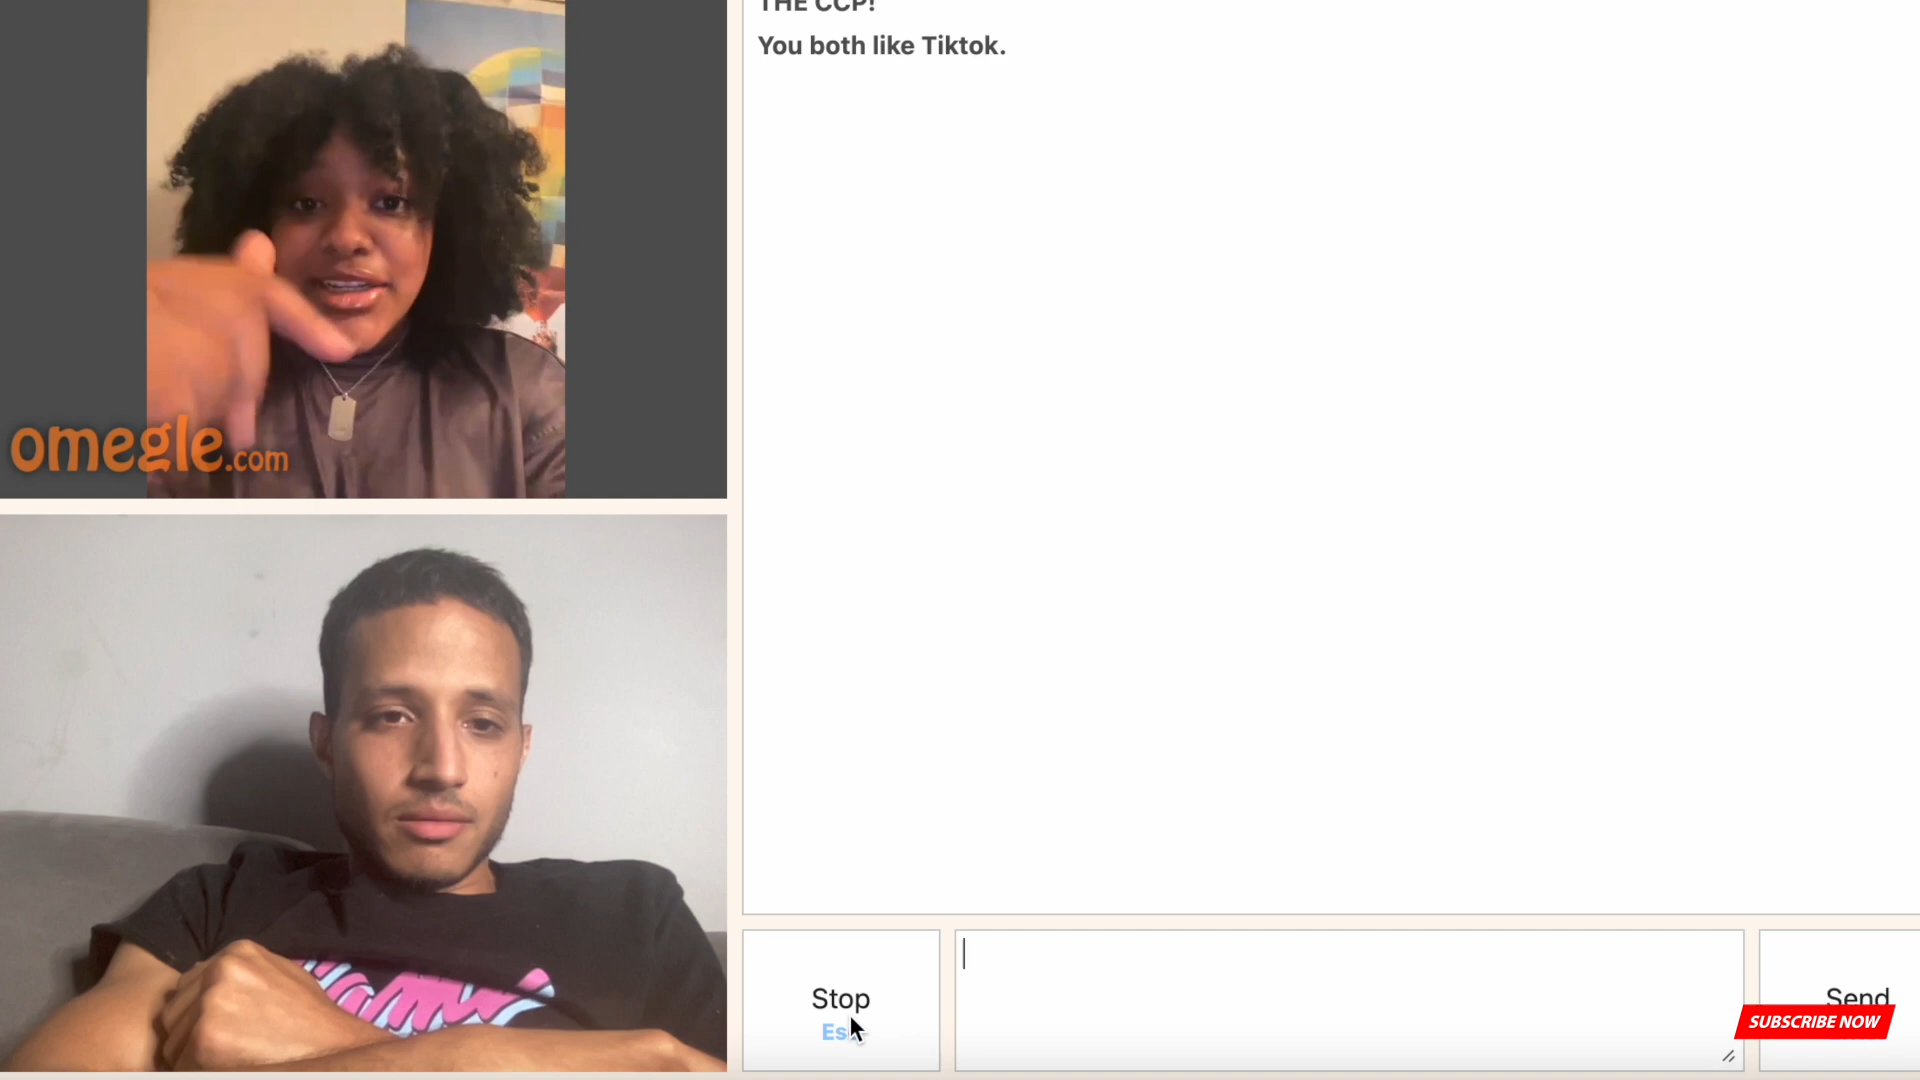 THE CCP!
You both like Tiktok.
omegle.com
Stop
Send
SUBSCRIBE NOW